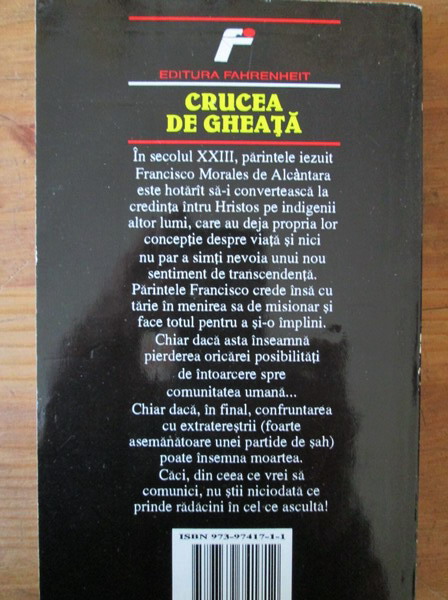 EDITURA FAHRENHEIT
CRUCEA
DE GHEAȚĂ
În secolul XXIII, părintele iezuit
Francisco Morales de Alcàntara
este hotărît să-i convertească la
credința întru Hristos pe indigenii
altor lumi, care au deja propria lor
concepție despre viață și nici
nu par a simți nevoia unui nou
sentiment de transcendență.
Părintele Francisco crede însă cu
tărie în menirea sa de misionar și
face totul pentru a și-o împlini.
Chiar dacă asta înseamnă
pierderea oricărei posibilități
de întoarcere spre
comunitatea umană...
Chiar dacă, în final, confruntarea
cu extratereștrii (foarte
asemănătoare unei partide de șah)
poate însemna moartea.
Căci, din ceea ce vrei să
comunici, nu știi niciodată ce
prinde rădăcini în cel ce ascultă!
ISBN 973-97417-1-1